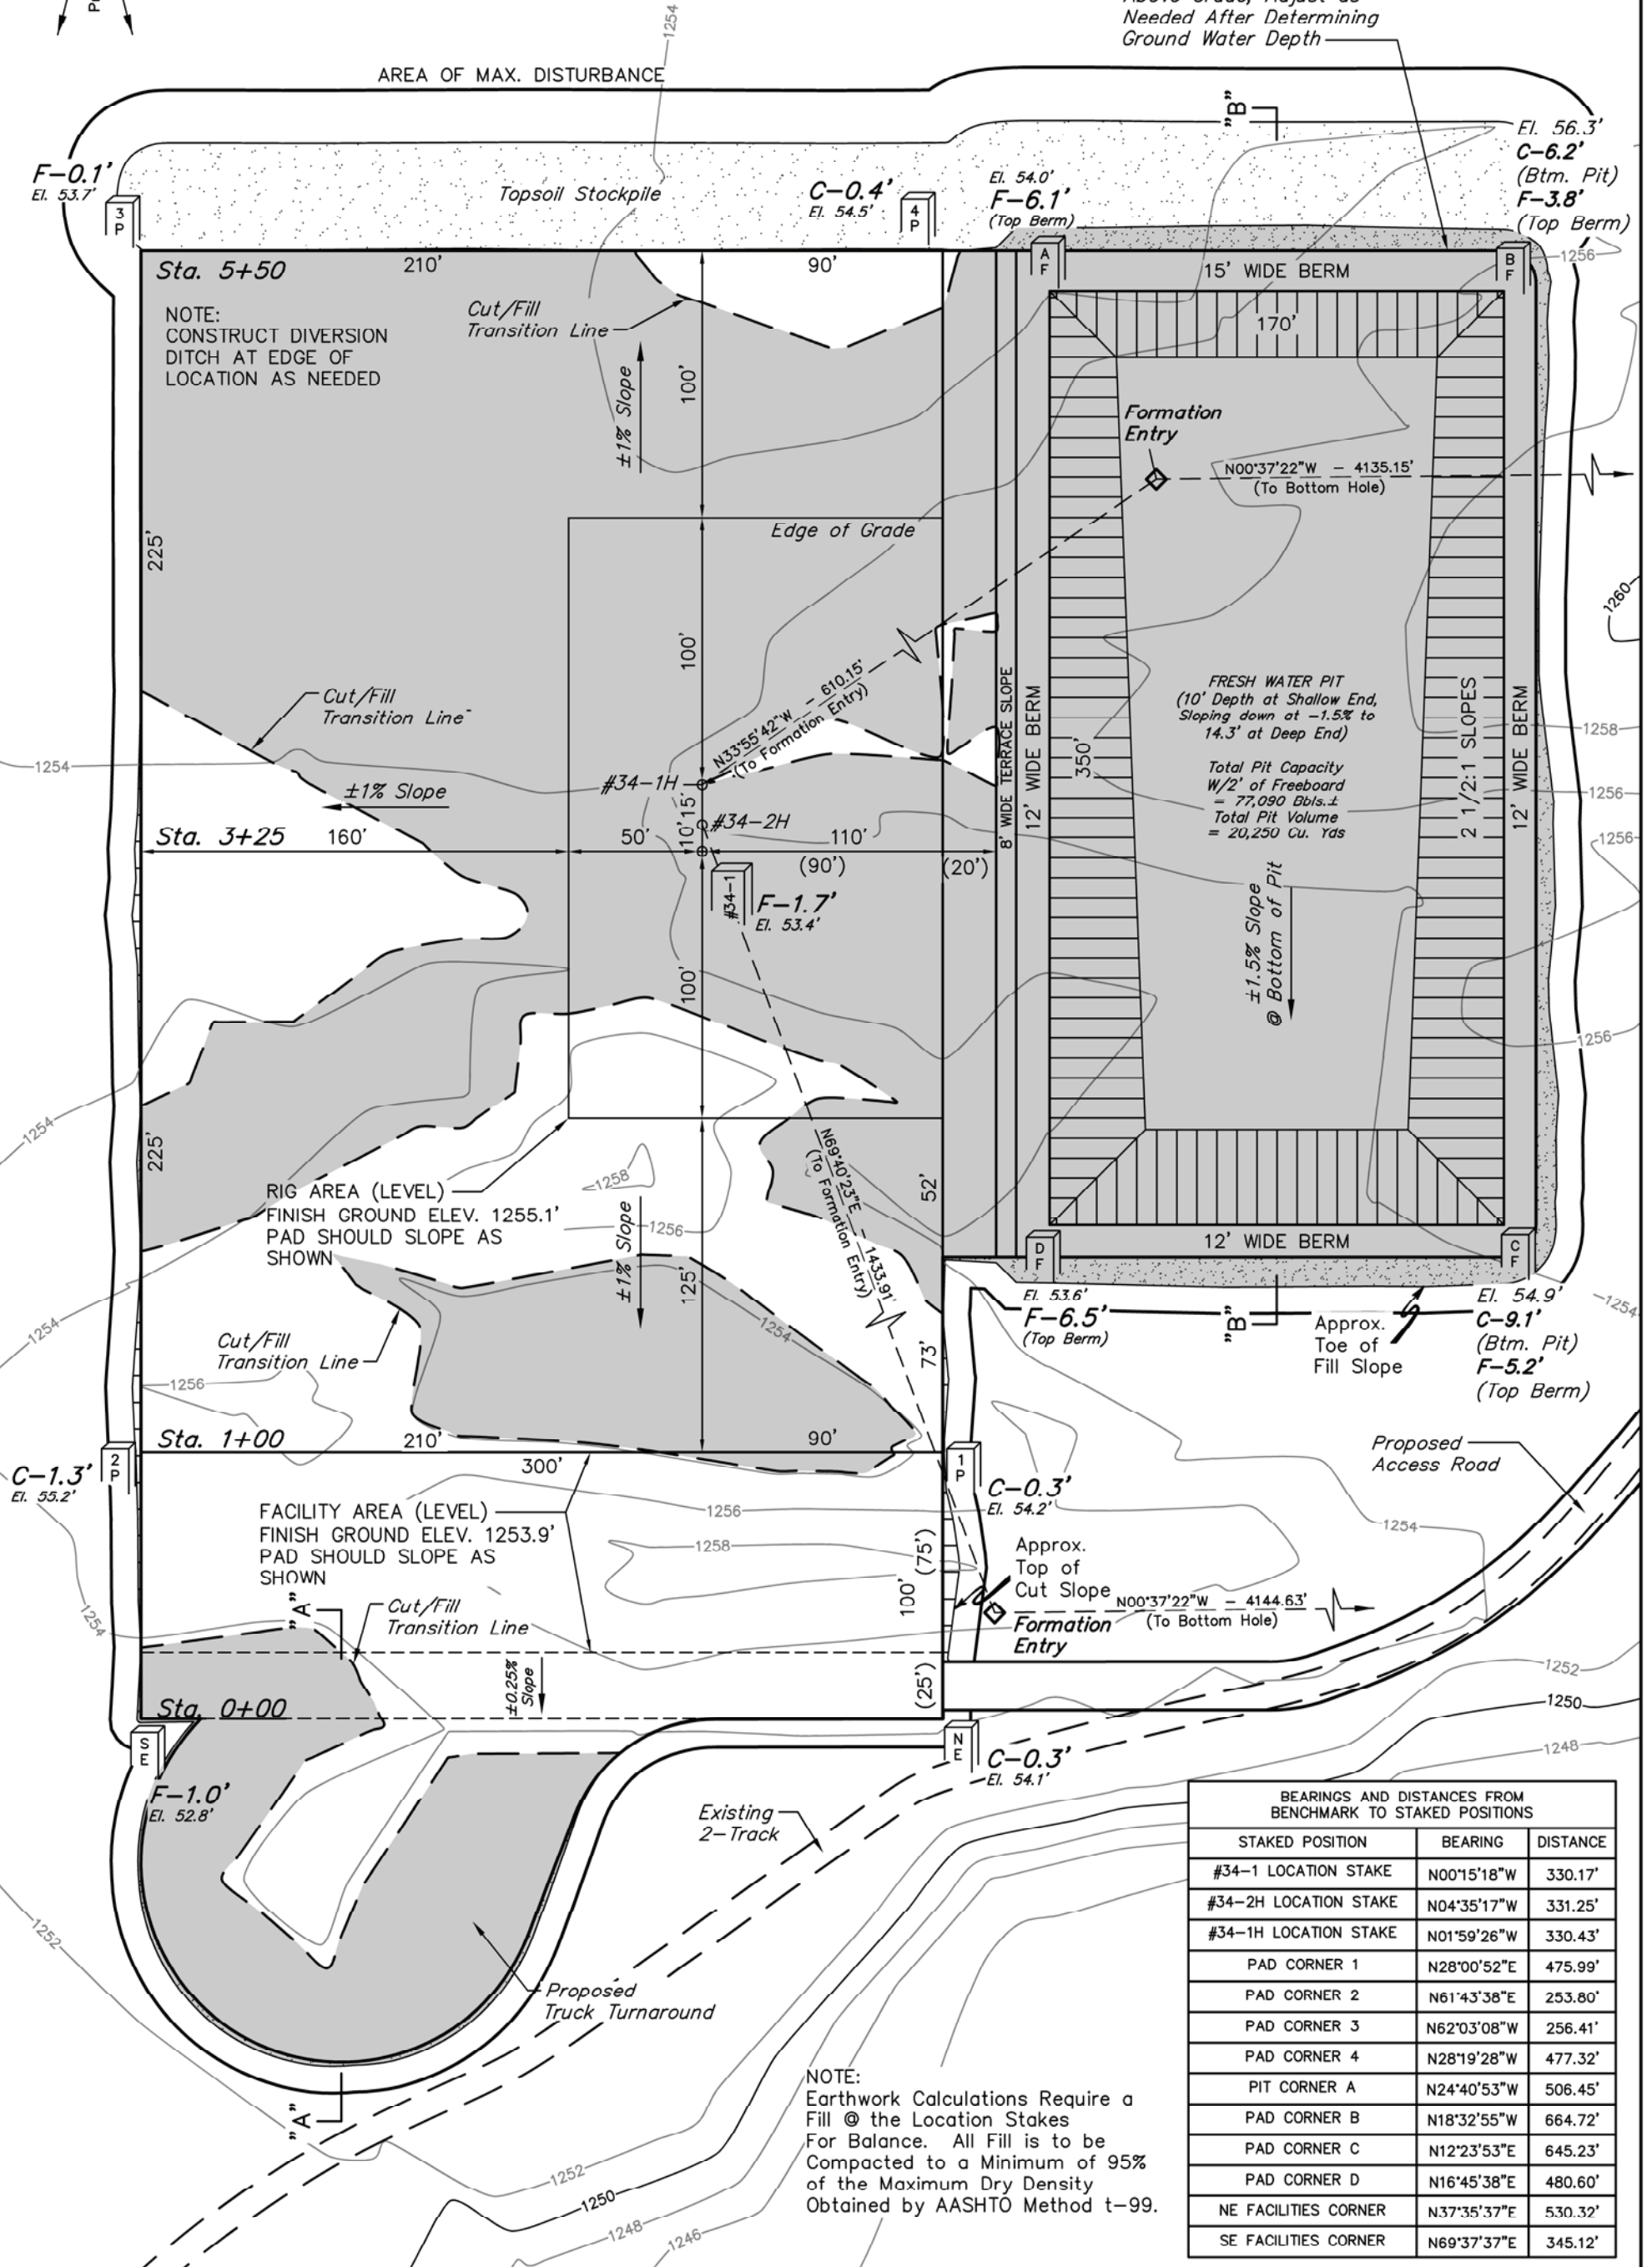 Needed After Determining
Ground Water Depth
1254
AREA OF MAX. DISTURBANCE
"B"
El. 56.3'
C-6.2'
(Btm. Pit)
F-3.8'
(Top Berm)
F-0.1'
El. 53.7'
3
P
Topsoil Stockpile
C-0.4'
El. 54.5'
4
P
El. 54.0'
F-6.1'
(Top Berm)
A
F
B
F
1256
Sta. 5+50
210'
90'
15' WIDE BERM
170'
NOTE:
CONSTRUCT DIVERSION
DITCH AT EDGE OF
LOCATION AS NEEDED
Cut/Fill
Transition Line
±1% Slope
100'
Formation
Entry
N00°37'22"W - 4135.15'
(To Bottom Hole)
Edge of Grade
225'
100'
1260
Cut/Fill
Transition Line
N33°55'42"W - 610.15'
(To Formation Entry)
8' WIDE TERRACE SLOPE
12' WIDE BERM
350'
FRESH WATER PIT
(10' Depth at Shallow End,
Sloping down at -1.5% to
14.3' at Deep End)
Total Pit Capacity
W/2' of Freeboard
= 77,090 Bbls.±
Total Pit Volume
= 20,250 Cu. Yds
2 1/2:1 SLOPES
12' WIDE BERM
1258
1254
#34-1H
±1% Slope
15'
10'
#34-2H
1256
1256
Sta. 3+25
160'
50'
110'
(90')
(20')
#34-1
F-1.7'
El. 53.4'
±1.5% Slope
@ Bottom of Pit
100'
1256
1254
225'
N69°40'23"E - 1433.91'
(To Formation Entry)
52'
1258
RIG AREA (LEVEL)
FINISH GROUND ELEV. 1255.1'
PAD SHOULD SLOPE AS
SHOWN
±1% Slope
1256
125'
D
F
12' WIDE BERM
C
F
1254
1254
El. 53.6'
F-6.5'
(Top Berm)
"B"
Approx.
Toe of
Fill Slope
El. 54.9'
C-9.1'
(Btm. Pit)
F-5.2'
(Top Berm)
1254
Cut/Fill
Transition Line
73'
1256
Sta. 1+00
210'
90'
300'
2
P
C-1.3'
El. 55.2'
1
P
C-0.3'
El. 54.2'
Proposed
Access Road
FACILITY AREA (LEVEL)
FINISH GROUND ELEV. 1253.9'
PAD SHOULD SLOPE AS
SHOWN
1256
1258
1254
100'
(75')
Approx.
Top of
Cut Slope
N00°37'22"W - 4144.63'
(To Bottom Hole)
Formation
Entry
1254
"A"
Cut/Fill
Transition Line
±0.25%
Slope
(25')
1252
1250
1248
Sta. 0+00
S
E
F-1.0'
El. 52.8'
N
E
C-0.3'
El. 54.1'
Existing
2-Track
1252
Proposed
Truck Turnaround
"A"
1252
1250
1248
1246
NOTE:
Earthwork Calculations Require a
Fill @ the Location Stakes
For Balance. All Fill is to be
Compacted to a Minimum of 95%
of the Maximum Dry Density
Obtained by AASHTO Method t-99.
BEARINGS AND DISTANCES FROM
BENCHMARK TO STAKED POSITIONS
STAKED POSITION BEARING DISTANCE
#34-1 LOCATION STAKE N00°15'18"W 330.17'
#34-2H LOCATION STAKE N04°35'17"W 331.25'
#34-1H LOCATION STAKE N01°59'26"W 330.43'
PAD CORNER 1 N28°00'52"E 475.99'
PAD CORNER 2 N61°43'38"E 253.80'
PAD CORNER 3 N62°03'08"W 256.41'
PAD CORNER 4 N28°19'28"W 477.32'
PIT CORNER A N24°40'53"W 506.45'
PAD CORNER B N18°32'55"W 664.72'
PAD CORNER C N12°23'53"E 645.23'
PAD CORNER D N16°45'38"E 480.60'
NE FACILITIES CORNER N37°35'37"E 530.32'
SE FACILITIES CORNER N69°37'37"E 345.12'